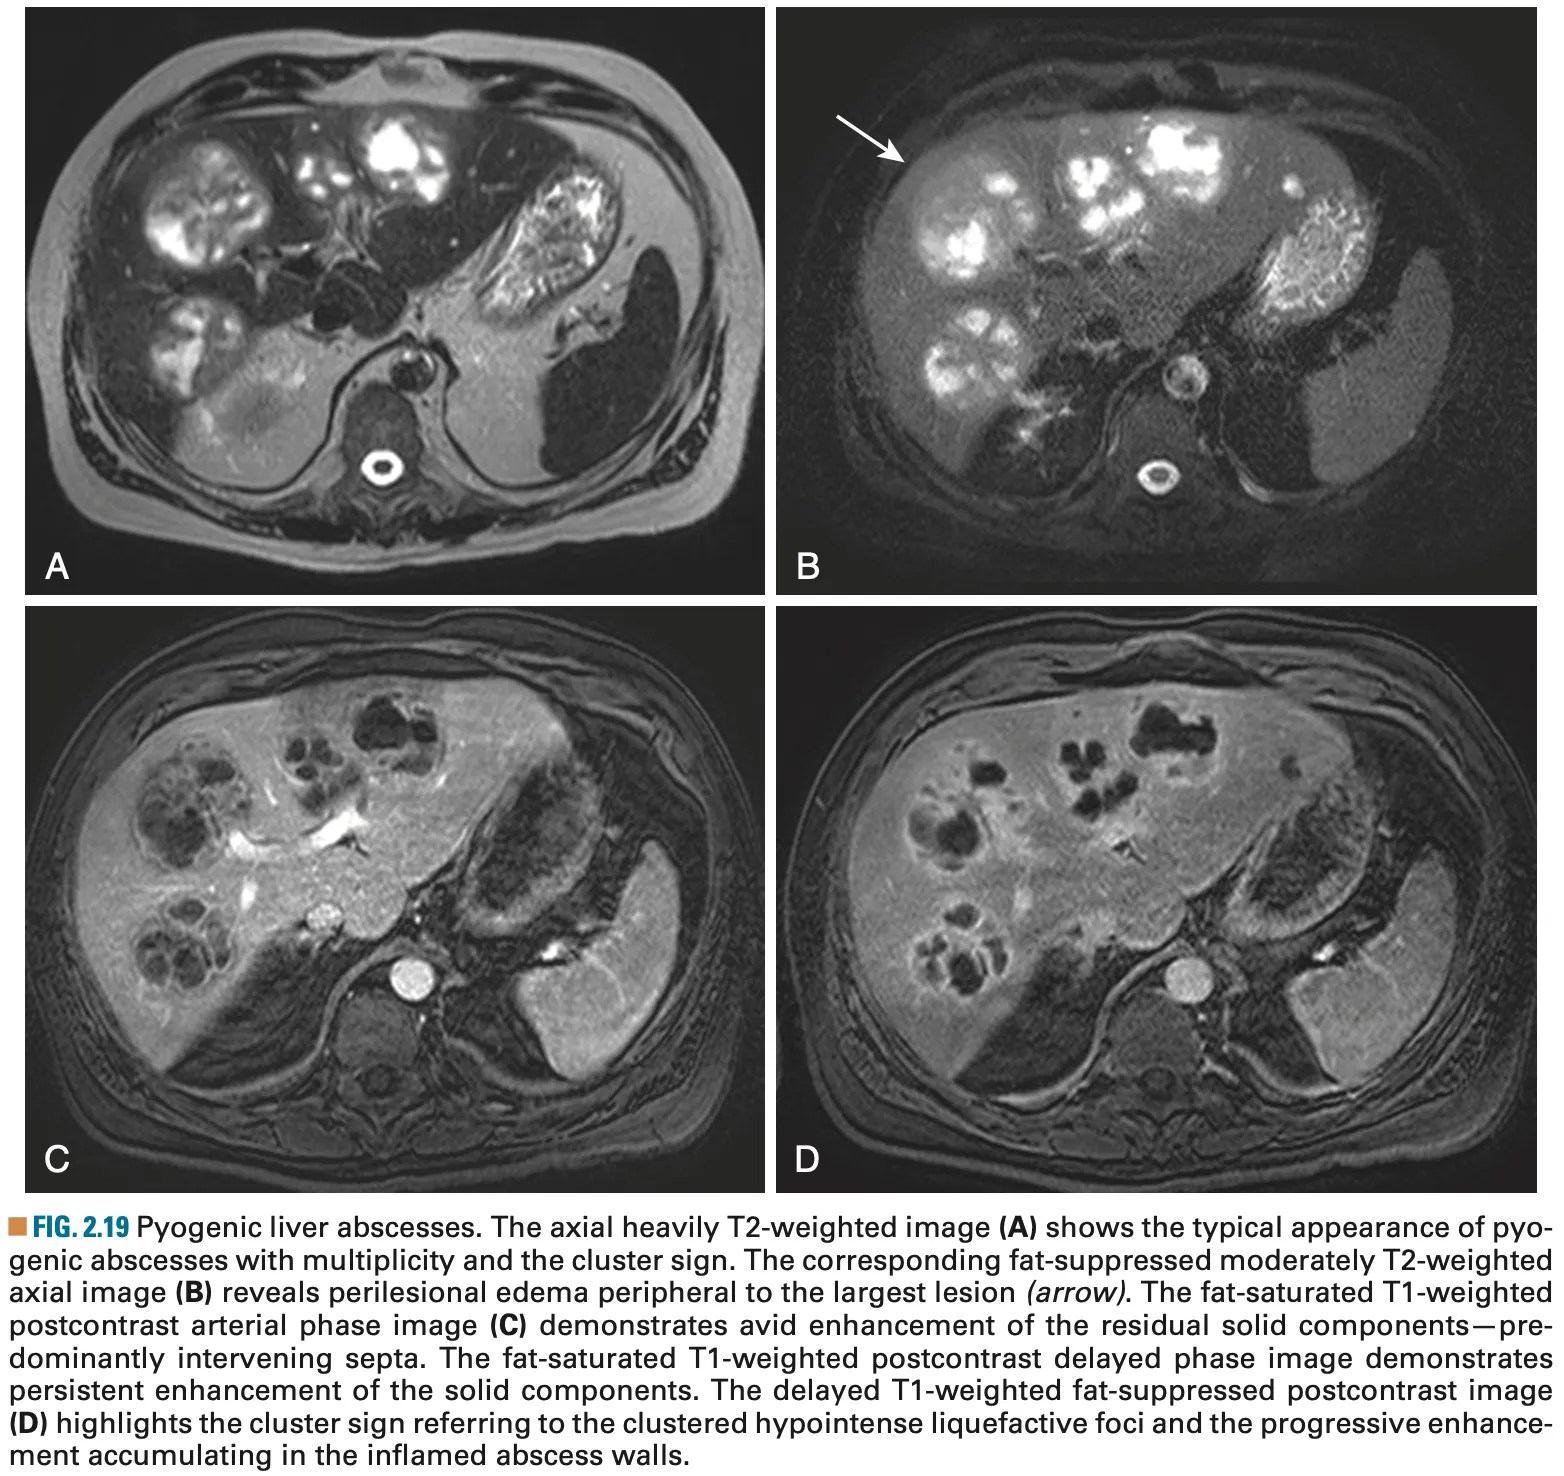 A
B
C
D
FIG. 2.19 Pyogenic liver abscesses. The axial heavily T2-weighted image (A) shows the typical appearance of pyo-
genic abscesses with multiplicity and the cluster sign. The corresponding fat-suppressed moderately T2-weighted
axial image (B) reveals perilesional edema peripheral to the largest lesion (arrow). The fat-saturated T1-weighted
postcontrast arterial phase image (C) demonstrates avid enhancement of the residual solid components—pre-
dominantly intervening septa. The fat-saturated T1-weighted postcontrast delayed phase image demonstrates
persistent enhancement of the solid components. The delayed T1-weighted fat-suppressed postcontrast image
(D) highlights the cluster sign referring to the clustered hypointense liquefactive foci and the progressive enhance-
ment accumulating in the inflamed abscess walls.